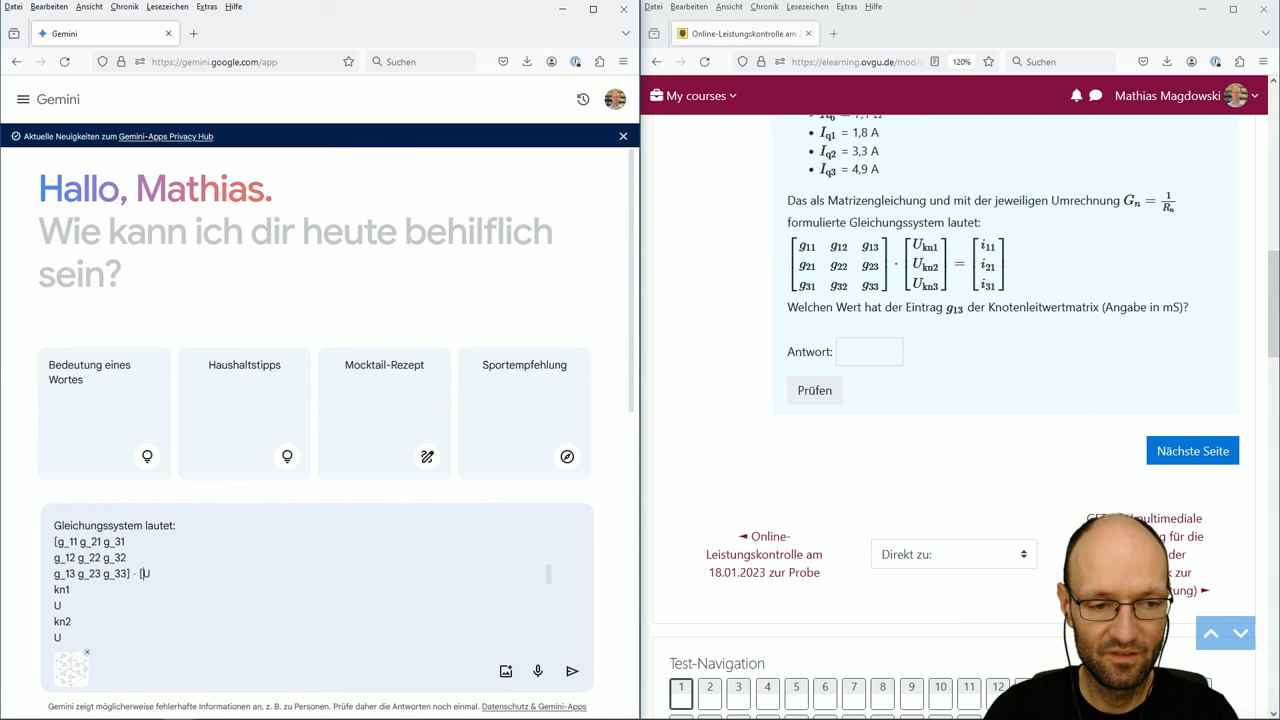 Datei Bearbeiten Ansicht Chronik Lesezeichen Extras Hilfe
Gemini
https://gemini.google.com/app
Suchen
Gemini
Aktuelle Neuigkeiten zum Gemini-Apps Privacy Hub
Hallo, Mathias.
Wie kann ich dir heute behilflich
sein?
Bedeutung eines
Wortes
Haushaltstipps
Mocktail-Rezept
Sportempfehlung
Gleichungssystem lautet:
[g_11 g_21 g_31
g_12 g_22 g_32
g_13 g_23 g_33] · [U
kn1
U
kn2
U
Gemini zeigt möglicherweise fehlerhafte Informationen an, z. B. zu Personen. Prüfe daher die Antworten noch einmal. Datenschutz & Gemini-Apps
Datei Bearbeiten Ansicht Chronik Lesezeichen Extras Hilfe
Online-Leistungskontrolle am
https://elearning.ovgu.de/mod/
120%
Suchen
My courses
Mathias Magdowski
I_q1 = 1,8 A
I_q2 = 3,3 A
I_q3 = 4,9 A
Das als Matrizengleichung und mit der jeweiligen Umrechnung G_n = 1/R_n
formulierte Gleichungssystem lautet:
g11 g12 g13 U_kn1 i11
g21 g22 g23 · U_kn2 = i21
g31 g32 g33 U_kn3 i31
Welchen Wert hat der Eintrag g13 der Knotenleitwertmatrix (Angabe in mS)?
Antwort:
Prüfen
Nächste Seite
◄ Online-
Leistungskontrolle am
18.01.2023 zur Probe
Direkt zu:
multimediale
für die
der
zur
►
Test-Navigation
1 2 3 4 5 6 7 8 9 10 11 12